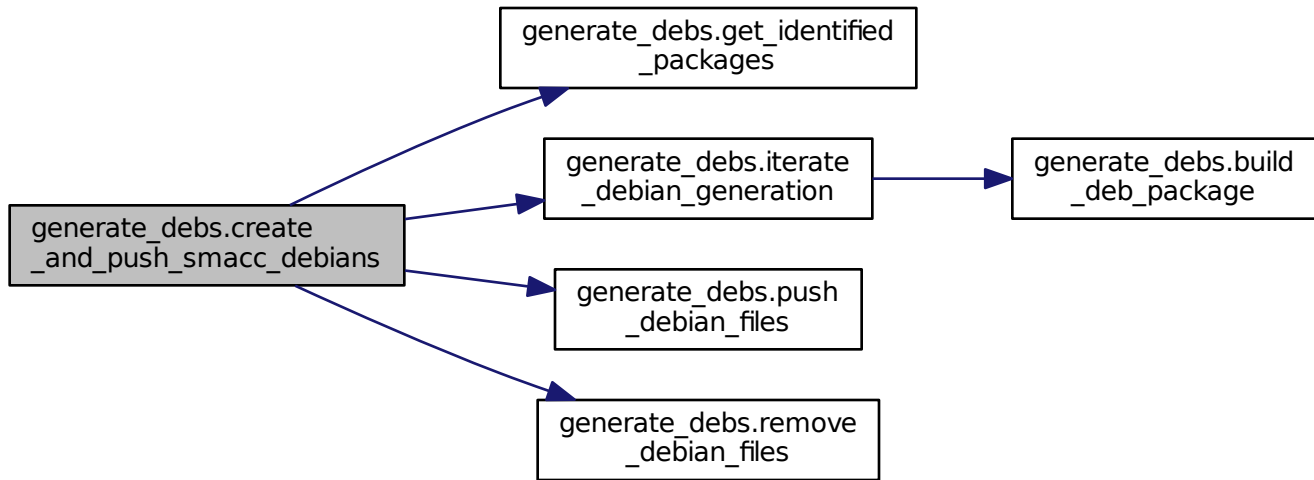 generate_debs.get_identified
_packages
generate_debs.iterate
_debian_generation
generate_debs.build
_deb_package
generate_debs.create
_and_push_smacc_debians
generate_debs.push
_debian_files
generate_debs.remove
_debian_files